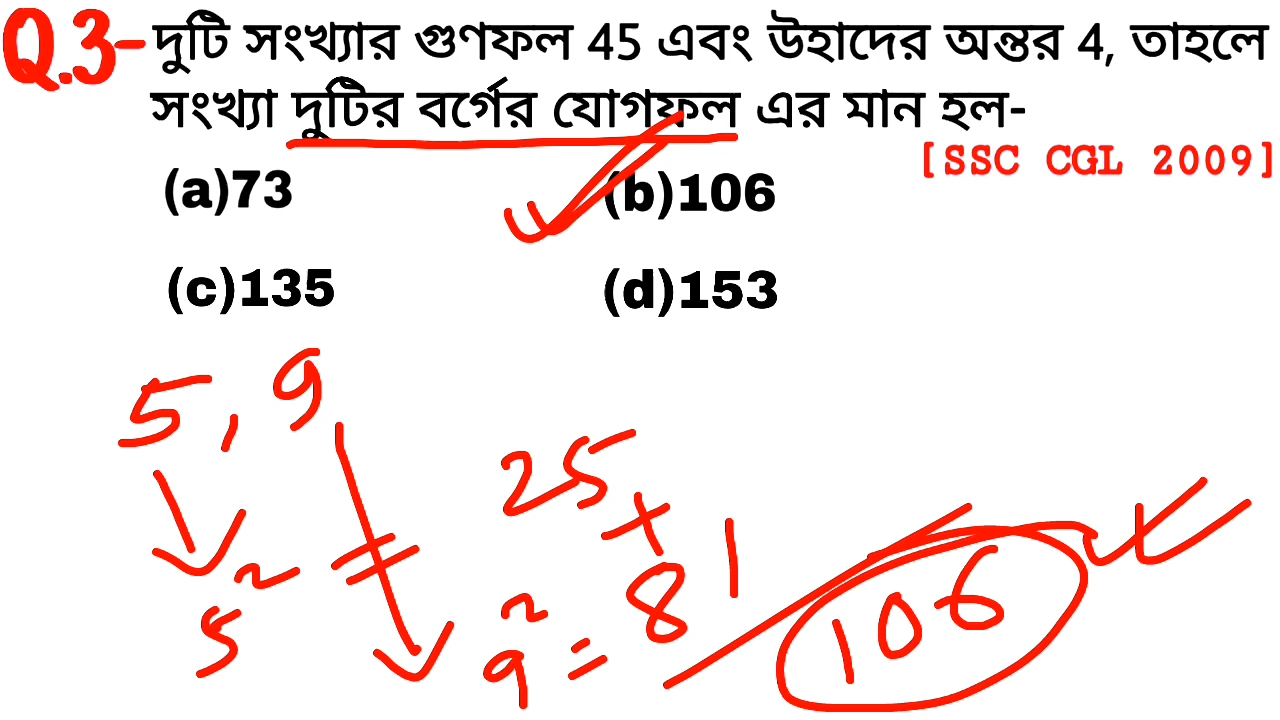 Q.3- দুটি সংখ্যার গুণফল 45 এবং উহাদের অন্তর 4, তাহলে
সংখ্যা দুটির বর্গের যোগফল এর মান হল-
[SSC CGL 2009]
(a)73 (b)106
(c)135 (d)153
5, 9
25
+
5² 9² = 81
106